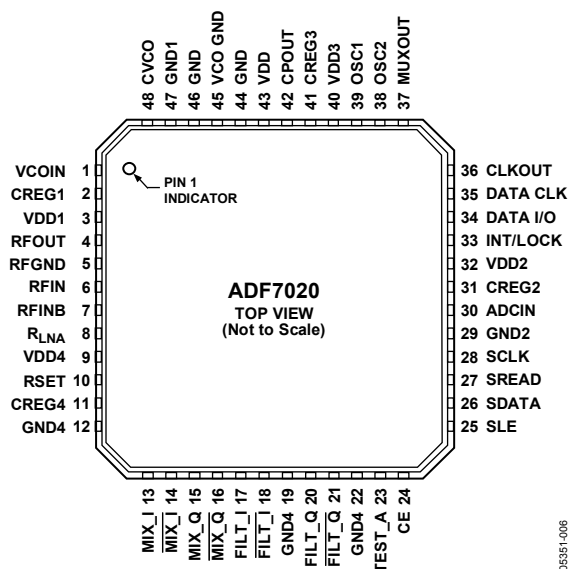 48 CVCO
47 GND1
46 GND
45 VCO GND
44 GND
43 VDD
42 CPOUT
41 CREG3
40 VDD3
39 OSC1
38 OSC2
37 MUXOUT
VCOIN 1
CREG1 2
VDD1 3
RFOUT 4
RFGND 5
RFIN 6
RFINB 7
RLNA 8
VDD4 9
RSET 10
CREG4 11
GND4 12
PIN 1
INDICATOR
ADF7020
TOP VIEW
(Not to Scale)
36 CLKOUT
35 DATA CLK
34 DATA I/O
33 INT/LOCK
32 VDD2
31 CREG2
30 ADCIN
29 GND2
28 SCLK
27 SREAD
26 SDATA
25 SLE
MIX_I 13
MIX_I 14
MIX_Q 15
MIX_Q 16
FILT_I 17
FILT_I 18
GND4 19
FILT_Q 20
FILT_Q 21
GND4 22
TEST_A 23
CE 24
05351-006